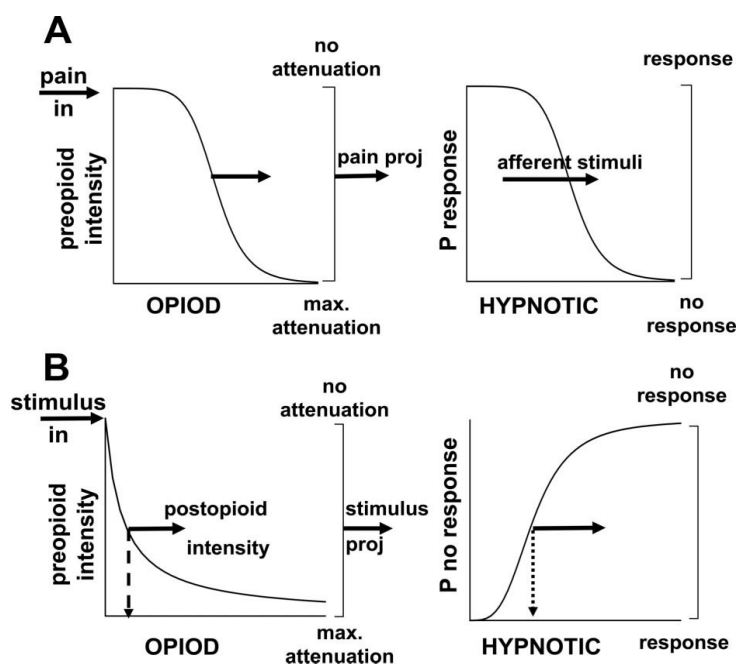 A
no
attenuation
response
pain
in
preopioid
intensity
pain proj
P response
afferent stimuli
OPIOD
max.
attenuation
HYPNOTIC
no
response
B
no
attenuation
no
response
stimulus
in
preopioid
intensity
postopioid
intensity
stimulus
proj
P no response
OPIOD
max.
attenuation
HYPNOTIC
response